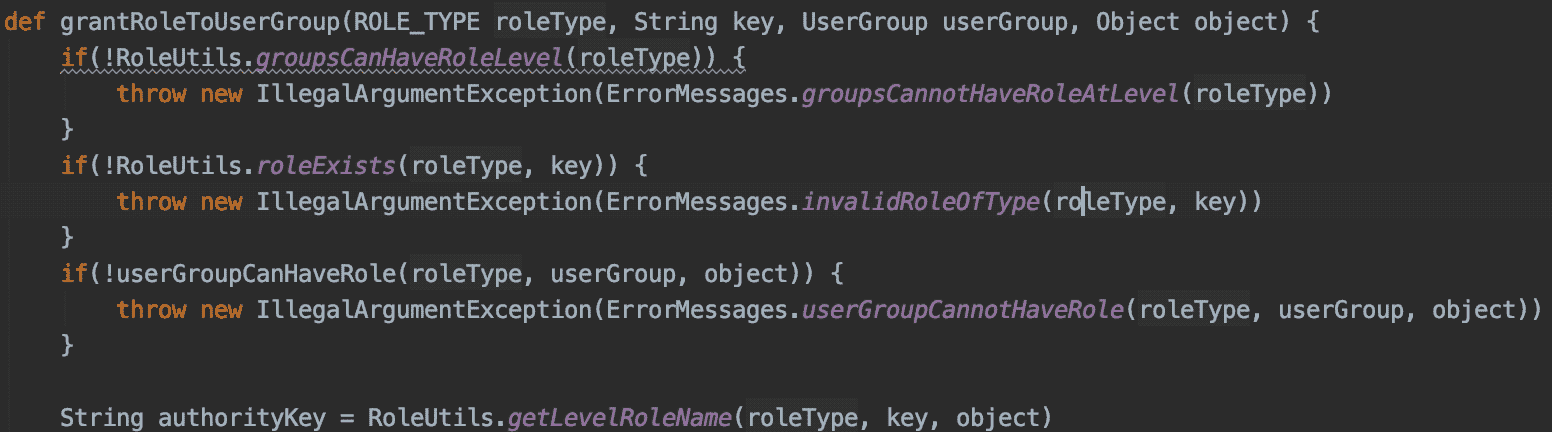 def grantRoleToUserGroup(ROLE_TYPE roleType, String key, UserGroup userGroup, Object object) {
    if(!RoleUtils.groupsCanHaveRoleLevel(roleType)) {
        throw new IllegalArgumentException(ErrorMessages.groupsCannotHaveRoleAtLevel(roleType))
    }
    if(!RoleUtils.roleExists(roleType, key)) {
        throw new IllegalArgumentException(ErrorMessages.invalidRoleOfType(roleType, key))
    }
    if(!userGroupCanHaveRole(roleType, userGroup, object)) {
        throw new IllegalArgumentException(ErrorMessages.userGroupCannotHaveRole(roleType, userGroup, object))
    }
    String authorityKey = RoleUtils.getLevelRoleName(roleType, key, object)